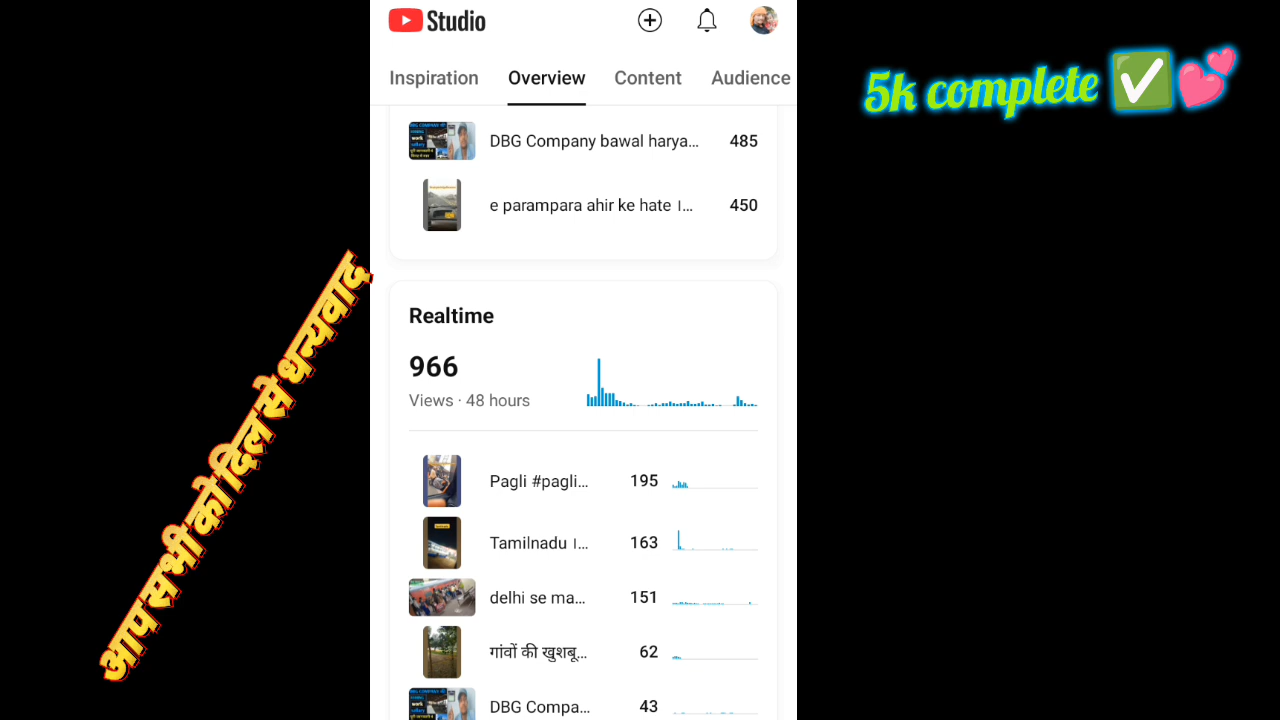 Studio
Inspiration Overview Content Audience
5k complete ✅💕
DBG Company bawal harya... 485
e parampara ahir ke hate ।... 450
आप सभी को दिल से धन्यवाद
Realtime
966
Views · 48 hours
Pagli #pagli... 195
Tamilnadu ।... 163
delhi se ma... 151
गांवों की खुशबू... 62
DBG Compa... 43